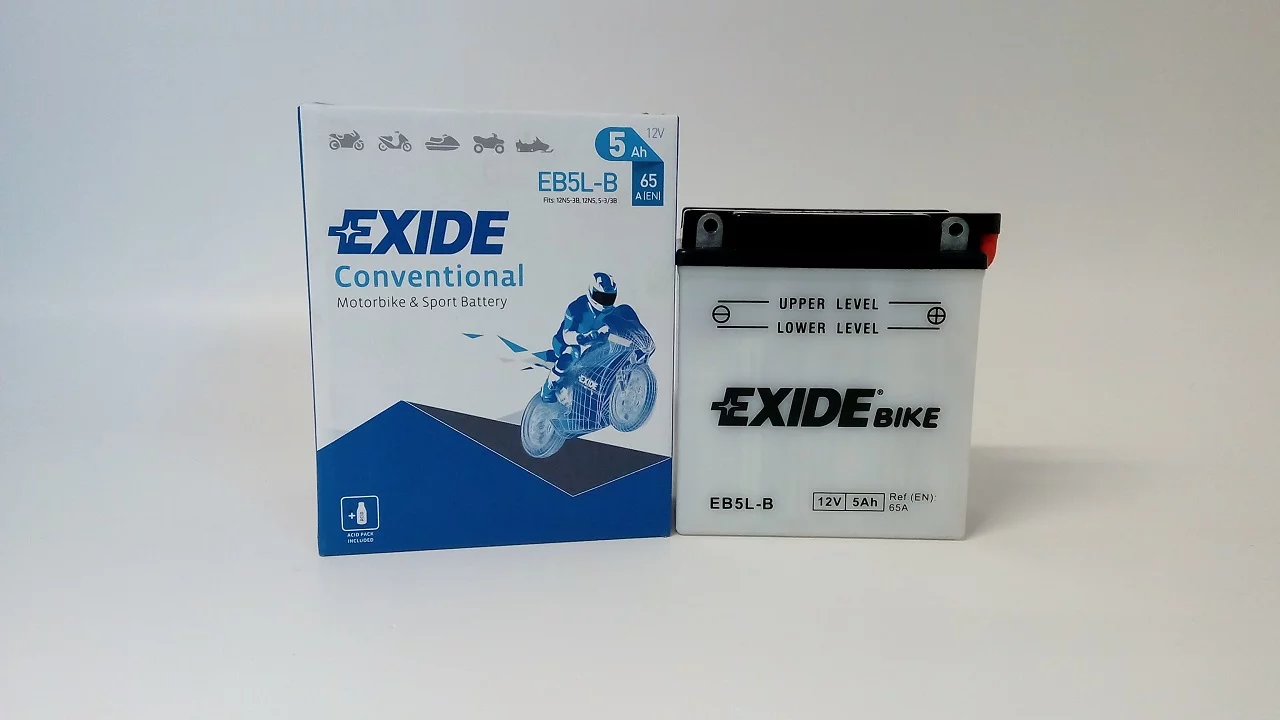 12V
5 Ah
EB5L-B
65
A (EN)
Fits: 12N5-3B, 12N5.5-3/3B
EXIDE
Conventional
Motorbike & Sport Battery
EXIDE
+ ACID
ACID PACK
INCLUDED
UPPER LEVEL
LOWER LEVEL
EXIDE® BIKE
EB5L-B
12V 5Ah
Ref (EN):
65A